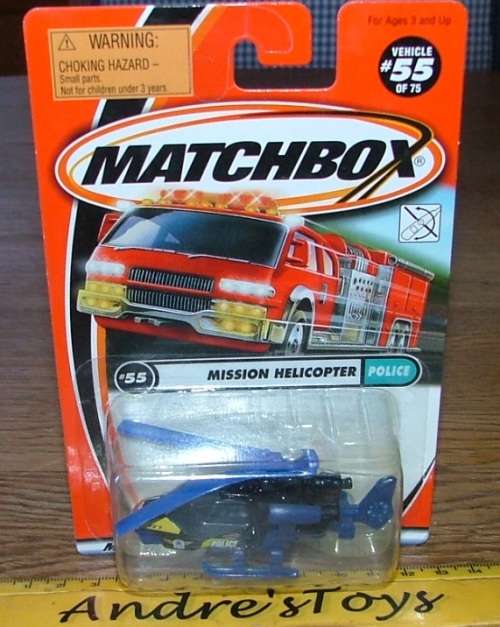 WARNING:
CHOKING HAZARD –
Small parts.
Not for children under 3 years.
For Ages 3 and Up
VEHICLE
#55
OF 75
MATCHBOX®
#55 MISSION HELICOPTER POLICE
POLICE
Andre'sToys